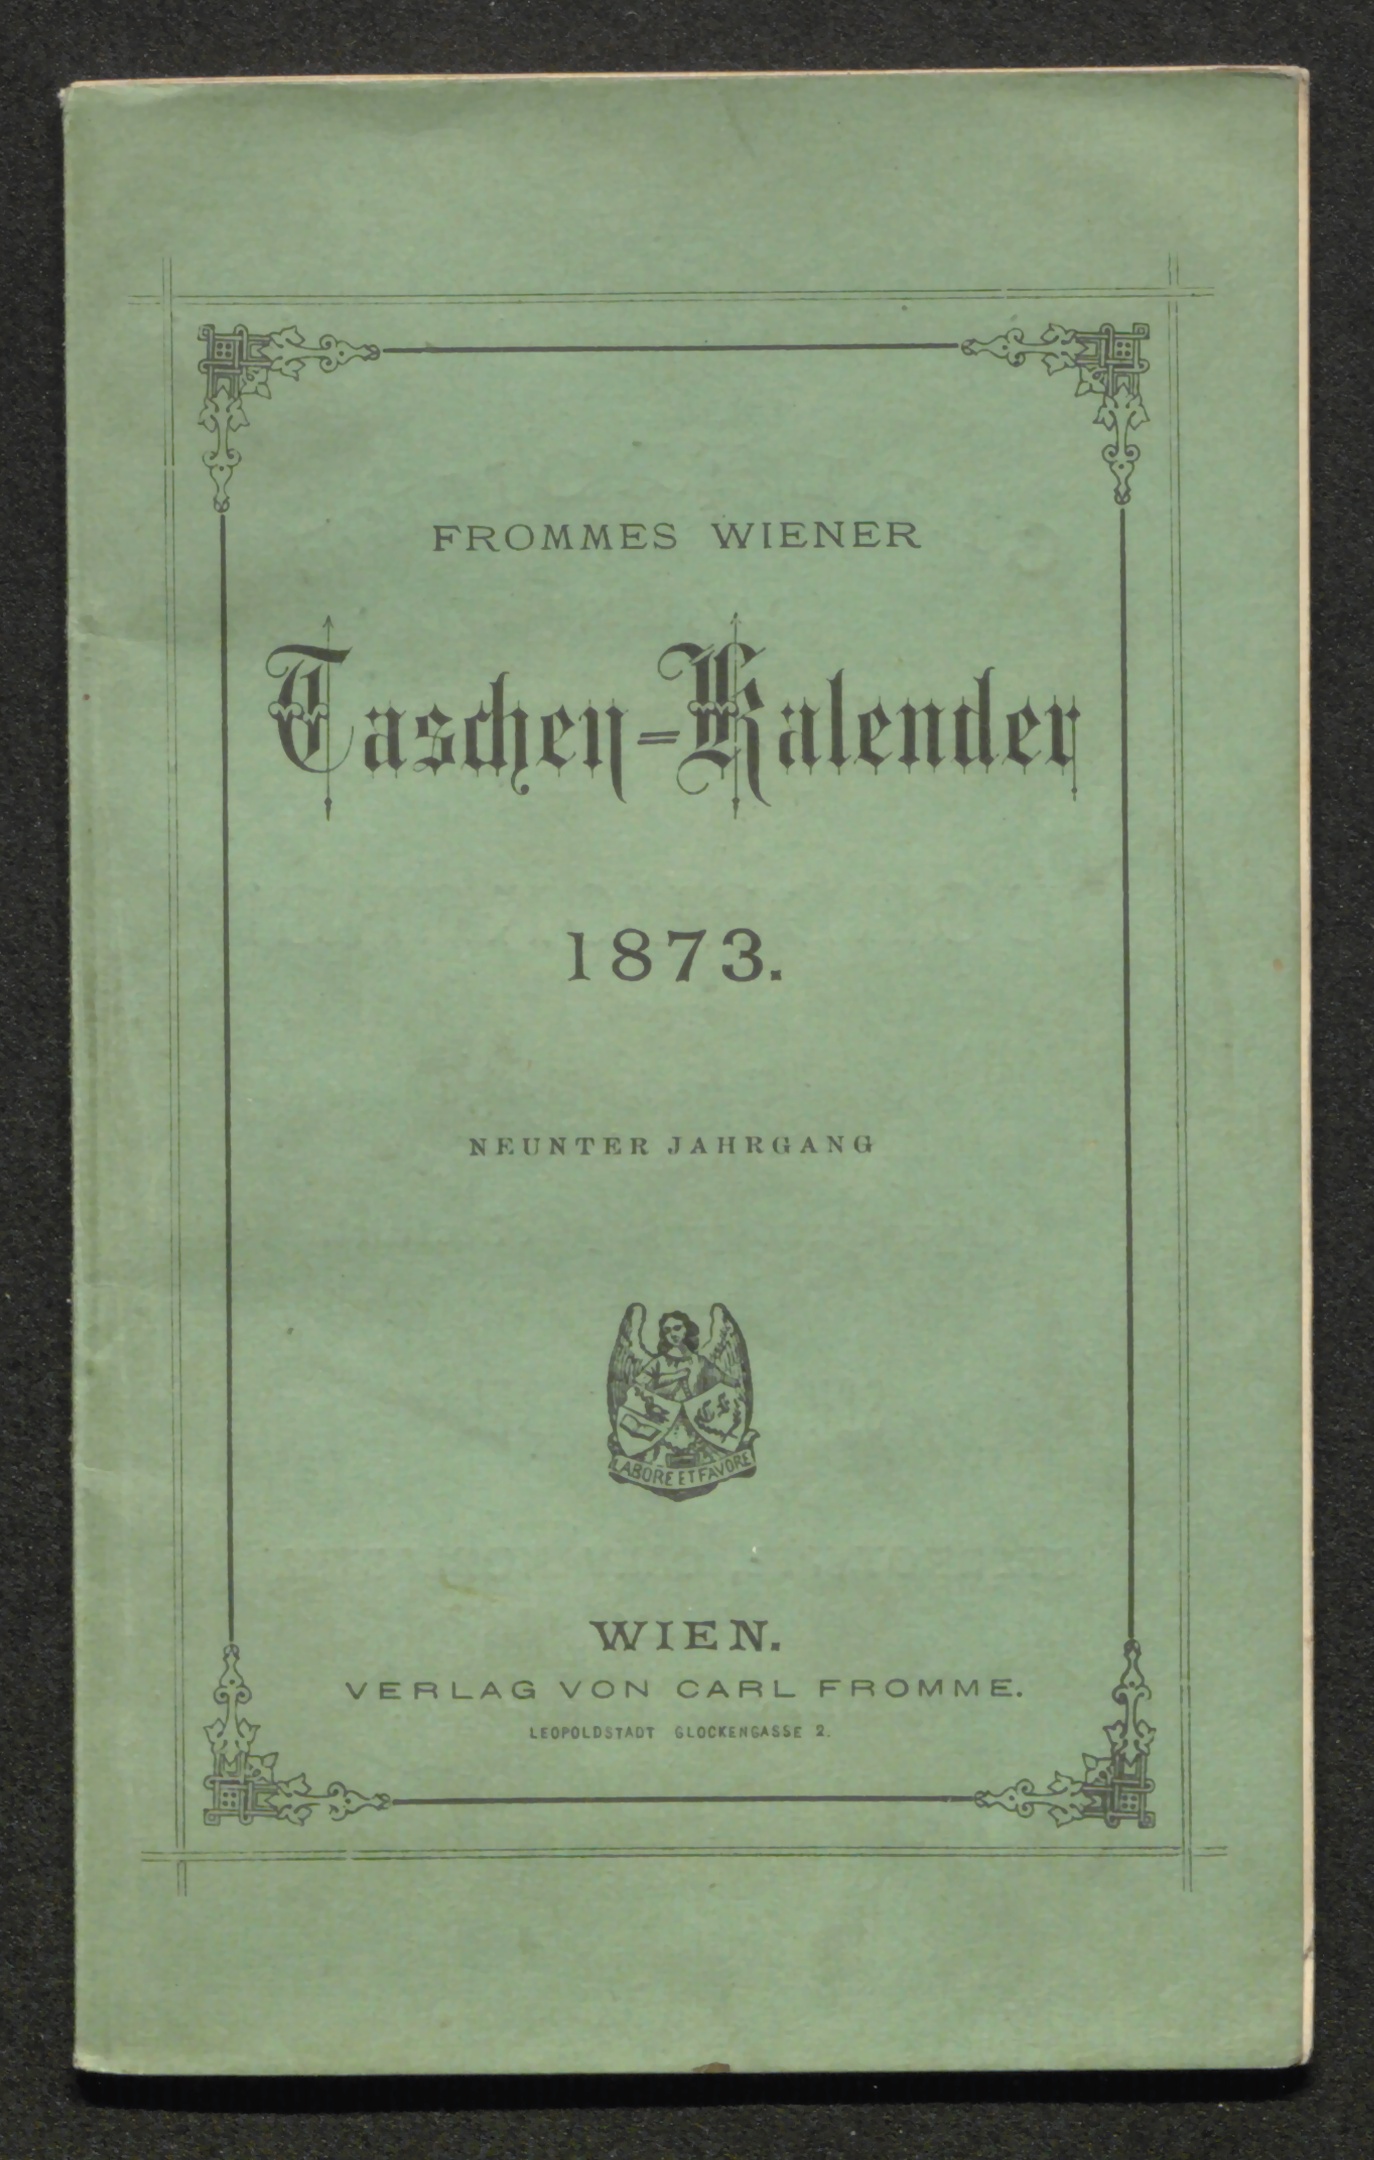 FROMMES WIENER
Taschen-Kalender
1873.
NEUNTER JAHRGANG
LABORE ET FAVORE
WIEN.
VERLAG VON CARL FROMME.
LEOPOLDSTADT GLOCKENGASSE 2.